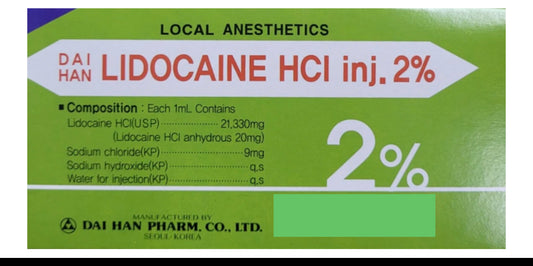 LOCAL ANESTHETICS
DAI HAN LIDOCAINE HCl inj. 2%
▪ Composition : Each 1mL Contains
Lidocaine HCl(USP) ···················· 21,330mg
(Lidocaine HCl anhydrous 20mg)
Sodium chloride(KP) ···························· 9mg
Sodium hydroxide(KP) ····························· q,s
Water for injection(KP) ····························· q,s
2%
MANUFACTURED BY
DAI HAN PHARM. CO., LTD.
SEOUL·KOREA